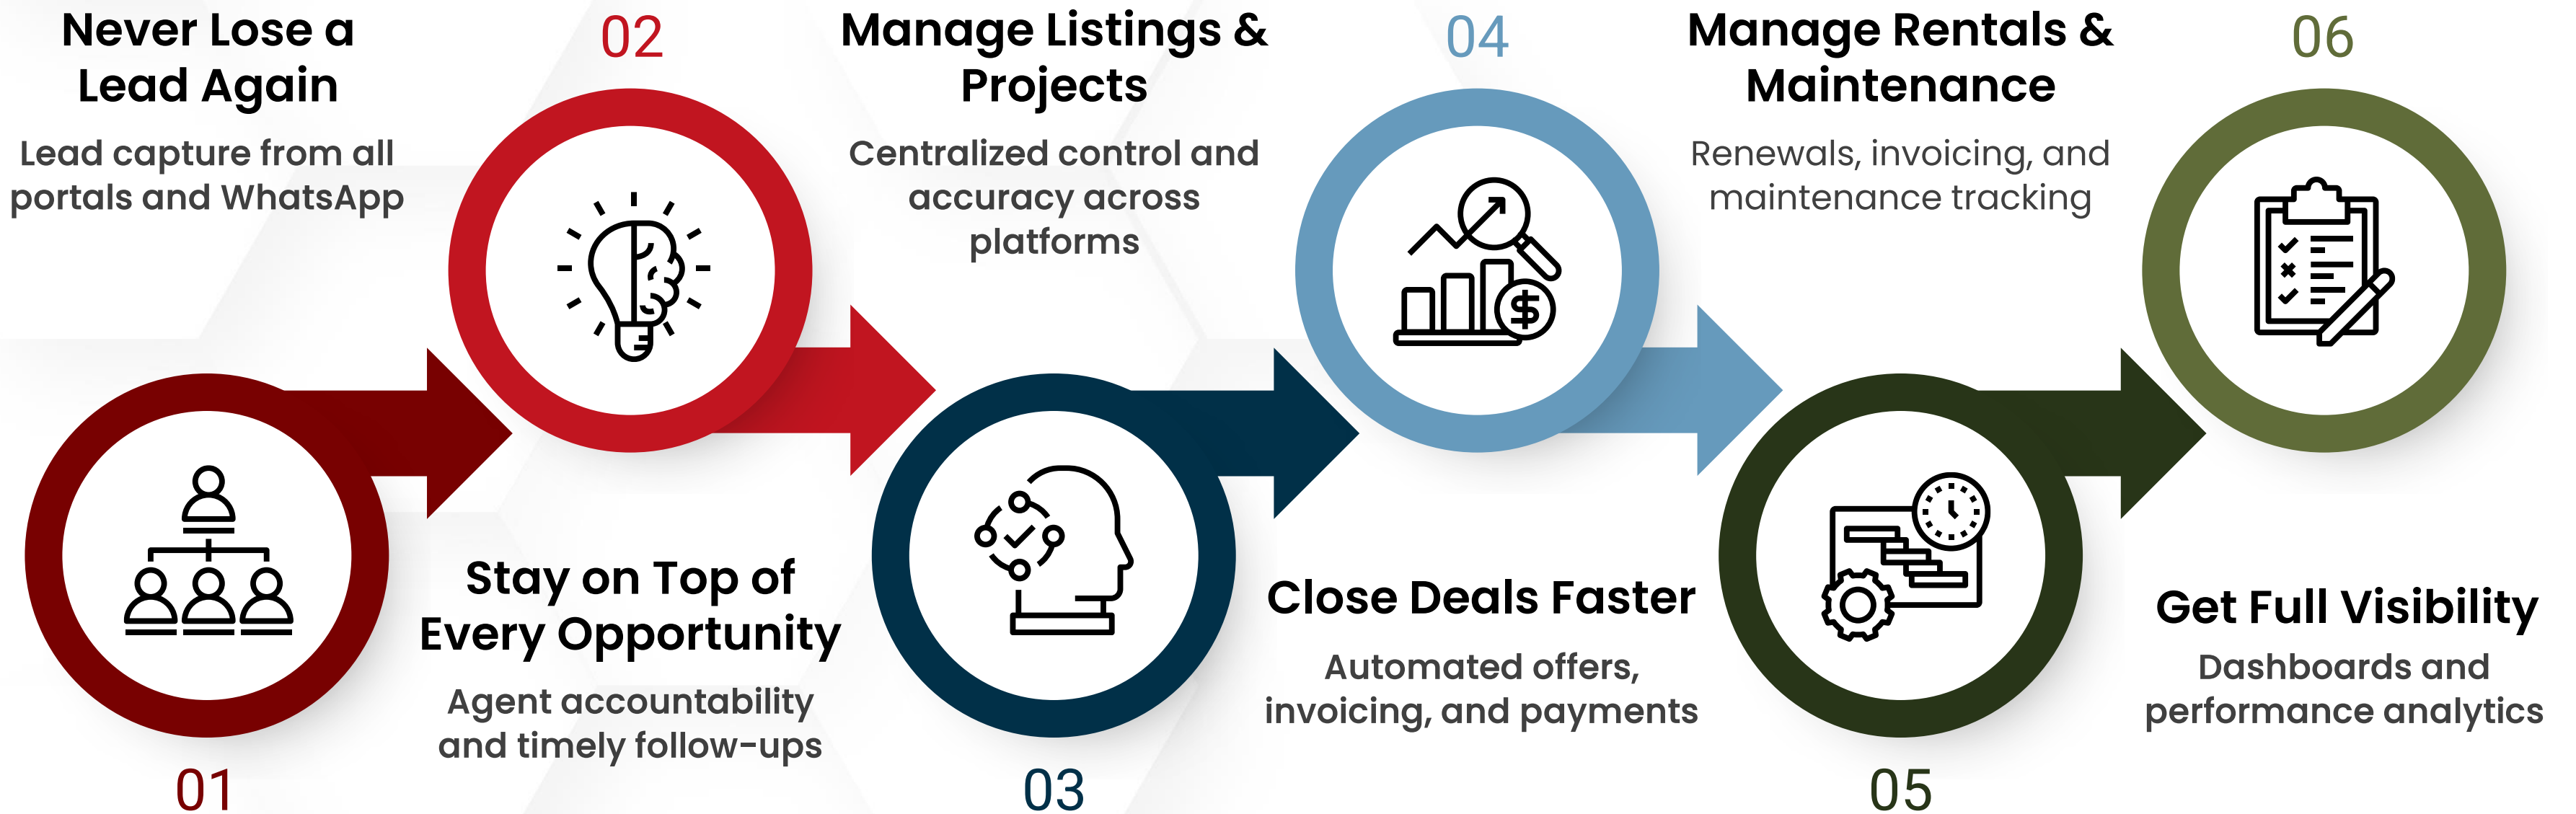 Never Lose a
Lead Again
Lead capture from all
portals and WhatsApp
01
02
Stay on Top of
Every Opportunity
Agent accountability
and timely follow-ups
Manage Listings &
Projects
Centralized control and
accuracy across
platforms
03
04
$
Close Deals Faster
Automated offers,
invoicing, and payments
Manage Rentals &
Maintenance
Renewals, invoicing, and
maintenance tracking
05
06
Get Full Visibility
Dashboards and
performance analytics